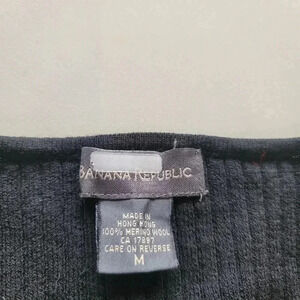 BANANA REPUBLIC
MADE IN
HONG KONG
100% MERINO WOOL
CA 17897
CARE ON REVERSE
M